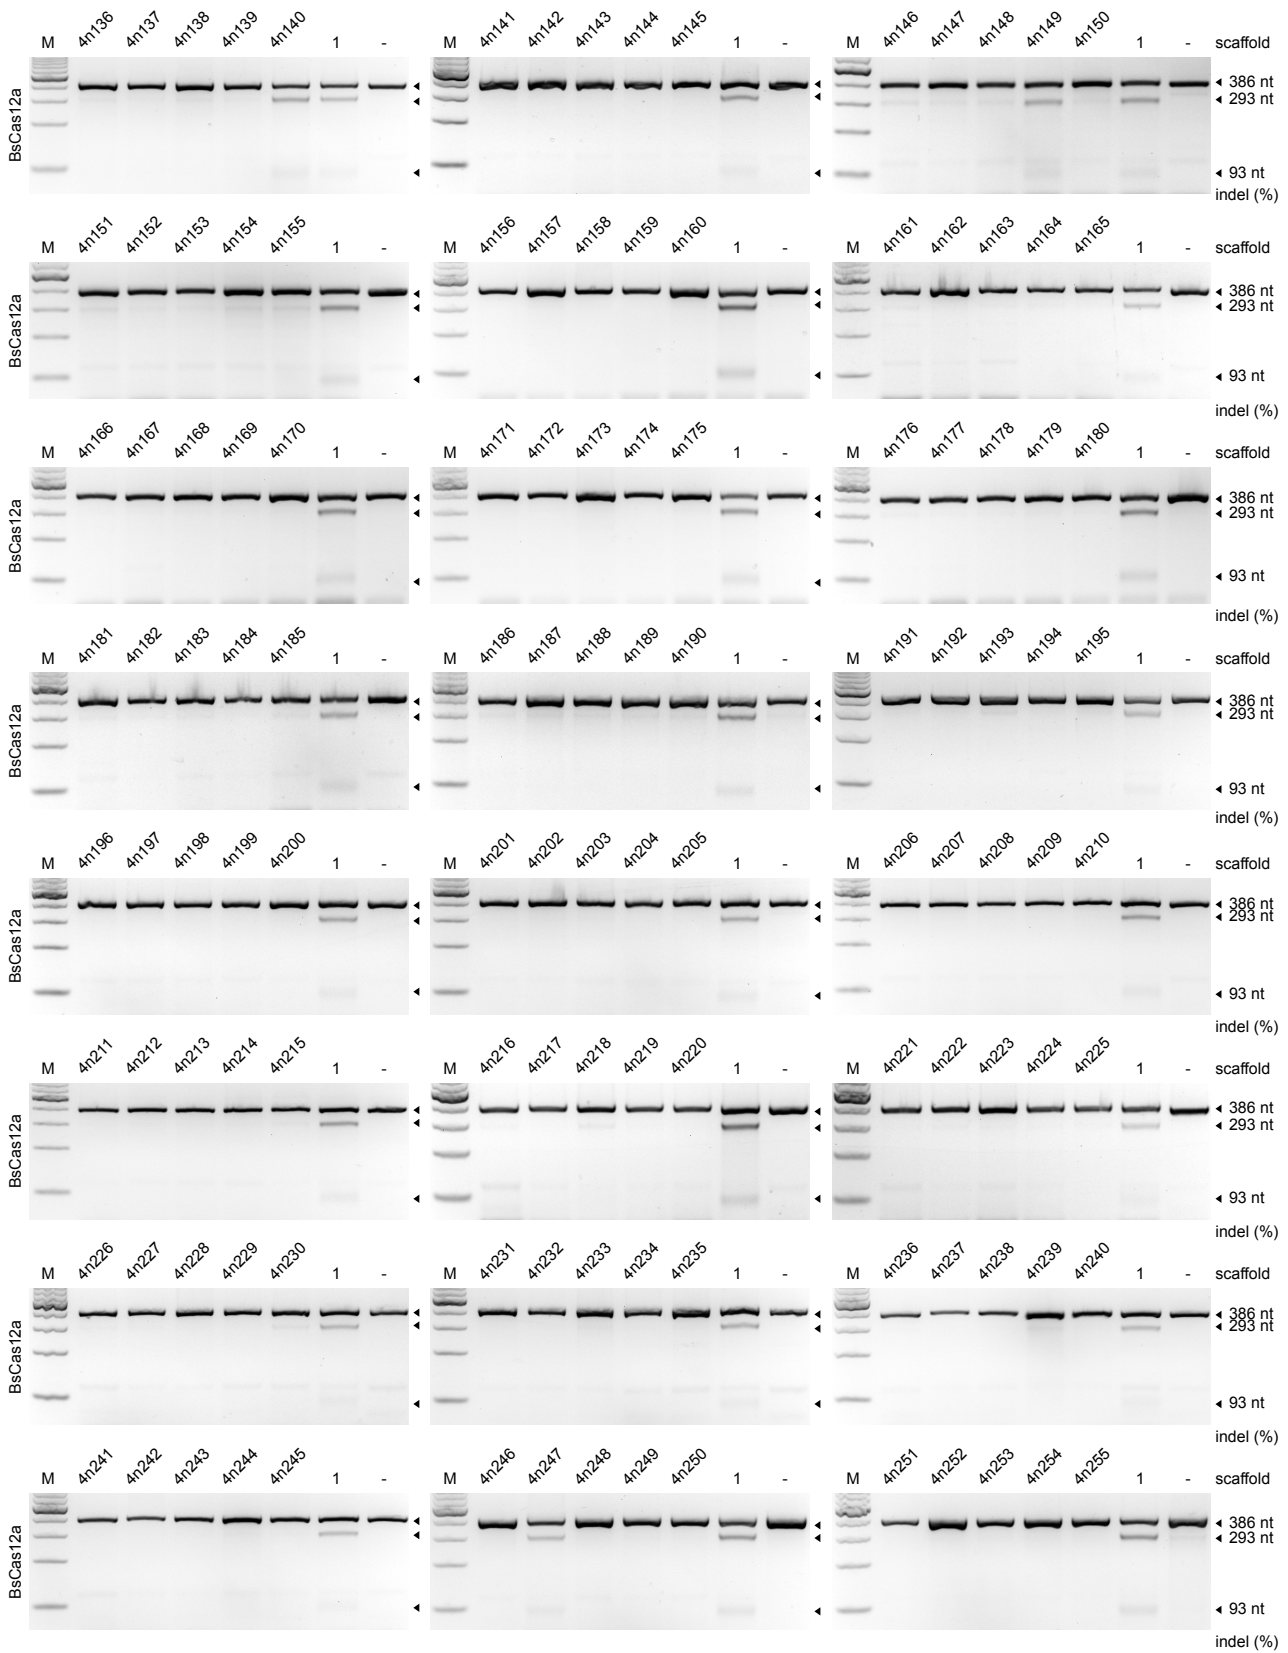 M 4n136 4n137 4n138 4n139 4n140 1 - M 4n141 4n142 4n143 4n144 4n145 1 - M 4n146 4n147 4n148 4n149 4n150 1 - scaffold
BsCas12a
386 nt
293 nt
93 nt
indel (%)
M 4n151 4n152 4n153 4n154 4n155 1 - M 4n156 4n157 4n158 4n159 4n160 1 - M 4n161 4n162 4n163 4n164 4n165 1 - scaffold
BsCas12a
386 nt
293 nt
93 nt
indel (%)
M 4n166 4n167 4n168 4n169 4n170 1 - M 4n171 4n172 4n173 4n174 4n175 1 - M 4n176 4n177 4n178 4n179 4n180 1 - scaffold
BsCas12a
386 nt
293 nt
93 nt
indel (%)
M 4n181 4n182 4n183 4n184 4n185 1 - M 4n186 4n187 4n188 4n189 4n190 1 - M 4n191 4n192 4n193 4n194 4n195 1 - scaffold
BsCas12a
386 nt
293 nt
93 nt
indel (%)
M 4n196 4n197 4n198 4n199 4n200 1 - M 4n201 4n202 4n203 4n204 4n205 1 - M 4n206 4n207 4n208 4n209 4n210 1 - scaffold
BsCas12a
386 nt
293 nt
93 nt
indel (%)
M 4n211 4n212 4n213 4n214 4n215 1 - M 4n216 4n217 4n218 4n219 4n220 1 - M 4n221 4n222 4n223 4n224 4n225 1 - scaffold
BsCas12a
386 nt
293 nt
93 nt
indel (%)
M 4n226 4n227 4n228 4n229 4n230 1 - M 4n231 4n232 4n233 4n234 4n235 1 - M 4n236 4n237 4n238 4n239 4n240 1 - scaffold
BsCas12a
386 nt
293 nt
93 nt
indel (%)
M 4n241 4n242 4n243 4n244 4n245 1 - M 4n246 4n247 4n248 4n249 4n250 1 - M 4n251 4n252 4n253 4n254 4n255 1 - scaffold
BsCas12a
386 nt
293 nt
93 nt
indel (%)